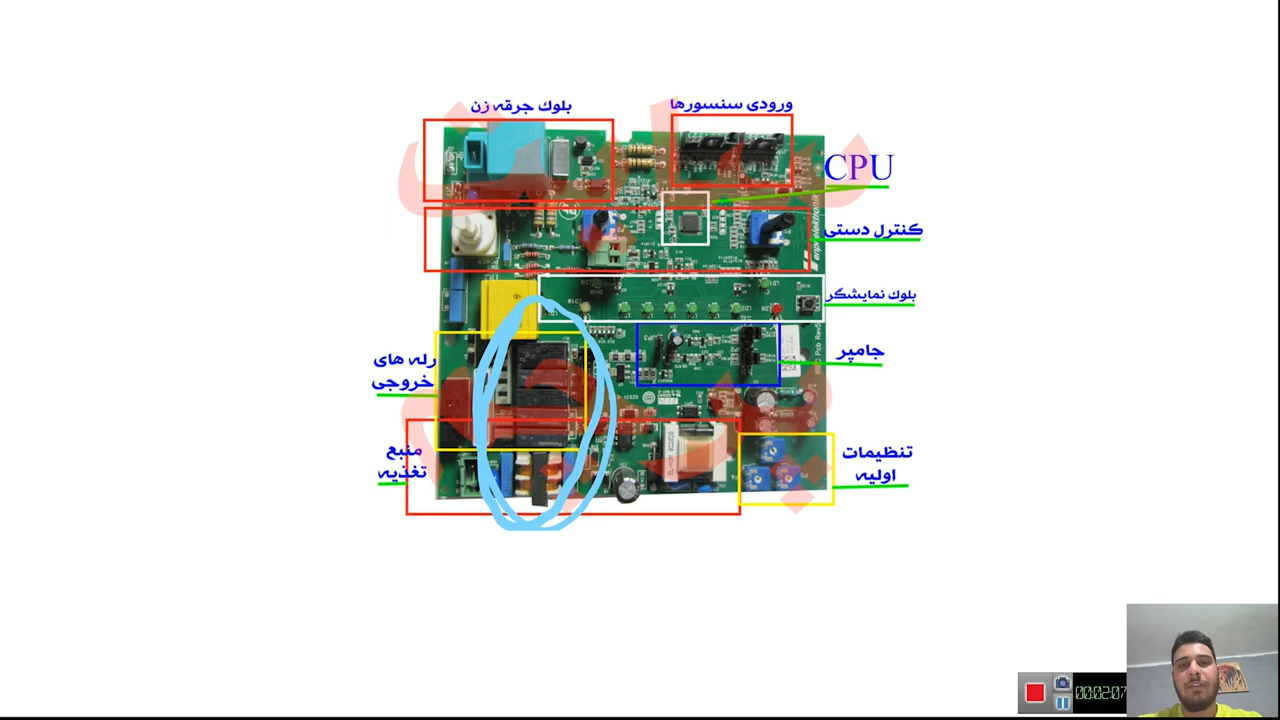 بلوک جرقه زن
ورودی سنسورها
CPU
کنترل دستی
بلوک نمایشگر
جامپر
رله های
خروجی
منبع
تغذیه
تنظیمات
اولیه
00:02:07